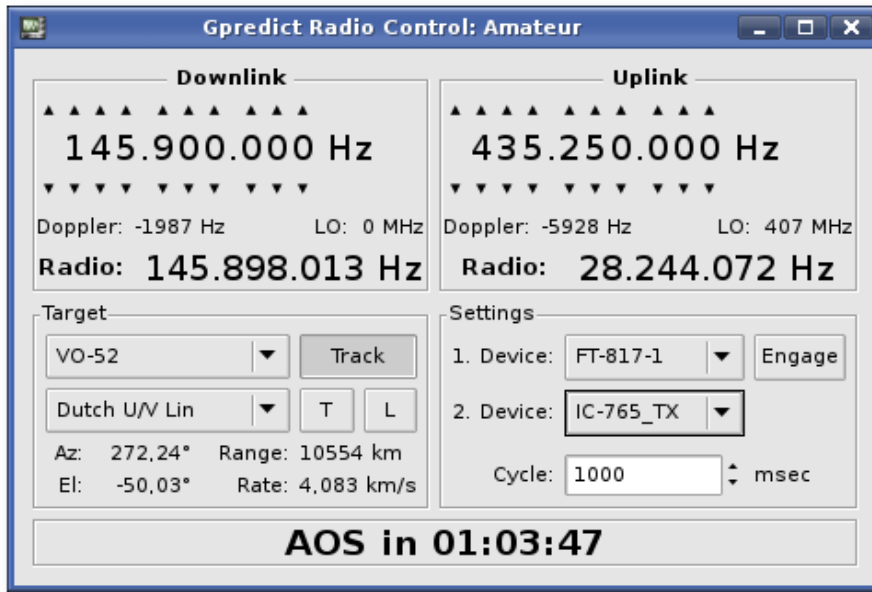 Gpredict Radio Control: Amateur
Downlink
145.900.000 Hz
Doppler: -1987 Hz LO: 0 MHz
Radio: 145.898.013 Hz
Uplink
435.250.000 Hz
Doppler: -5928 Hz LO: 407 MHz
Radio: 28.244.072 Hz
Target
VO-52 Track
Dutch U/V Lin T L
Az: 272,24° Range: 10554 km
El: -50,03° Rate: 4,083 km/s
Settings
1. Device: FT-817-1 Engage
2. Device: IC-765_TX
Cycle: 1000 msec
AOS in 01:03:47